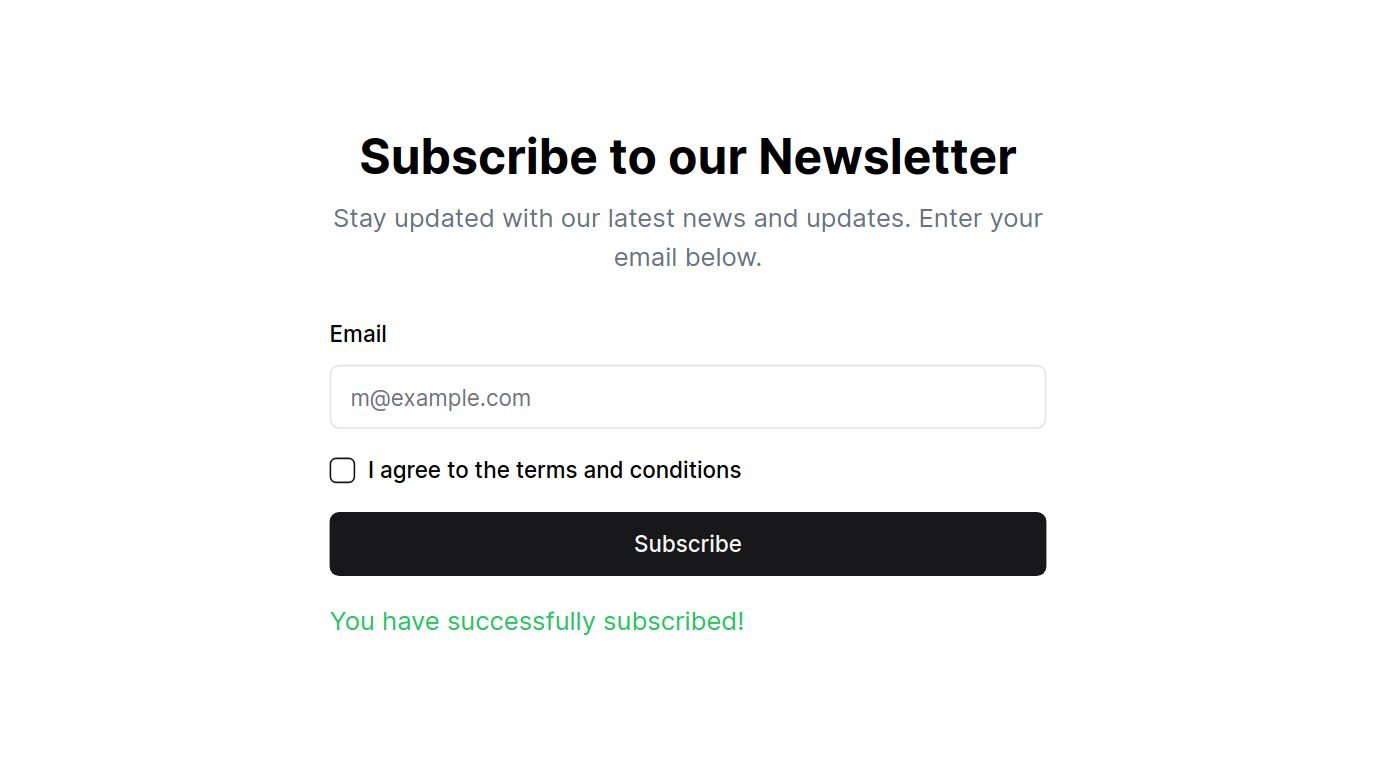 Subscribe to our Newsletter
Stay updated with our latest news and updates. Enter your
email below.
Email
m@example.com
I agree to the terms and conditions
Subscribe
You have successfully subscribed!